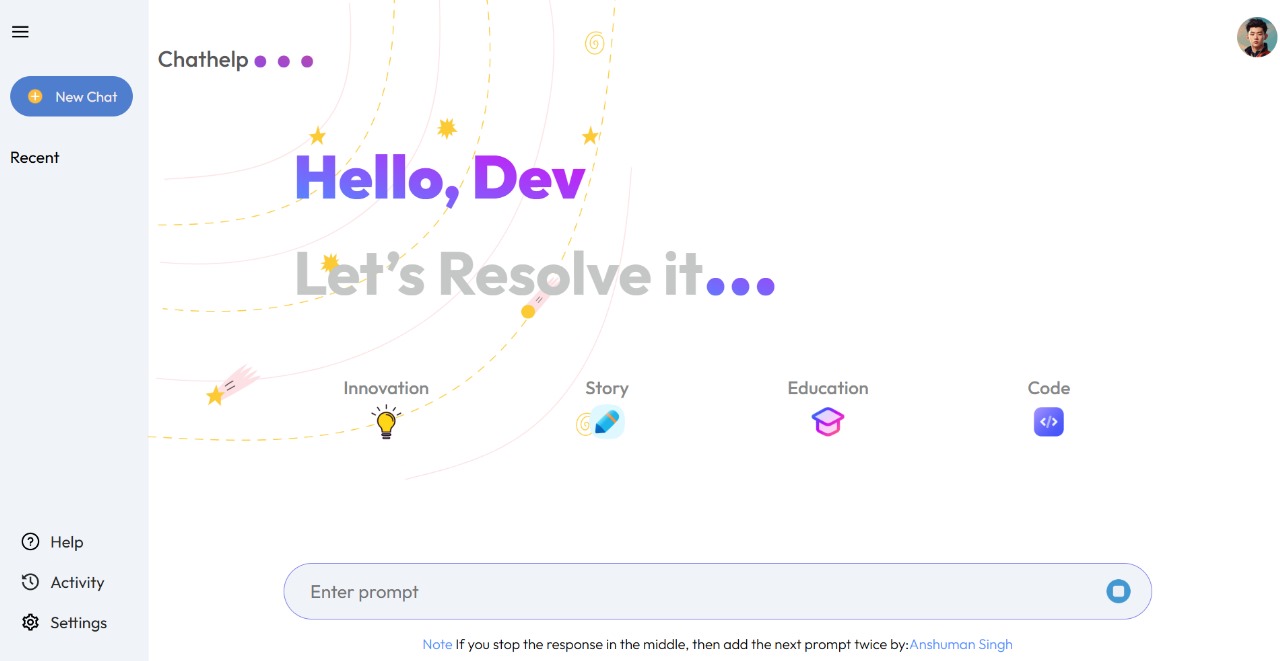 Chathelp
New Chat
Recent
Hello, Dev
Let's Resolve it...
Innovation
Story
Education
Code
</>
Help
Activity
Settings
Enter prompt
Note If you stop the response in the middle, then add the next prompt twice by:Anshuman Singh